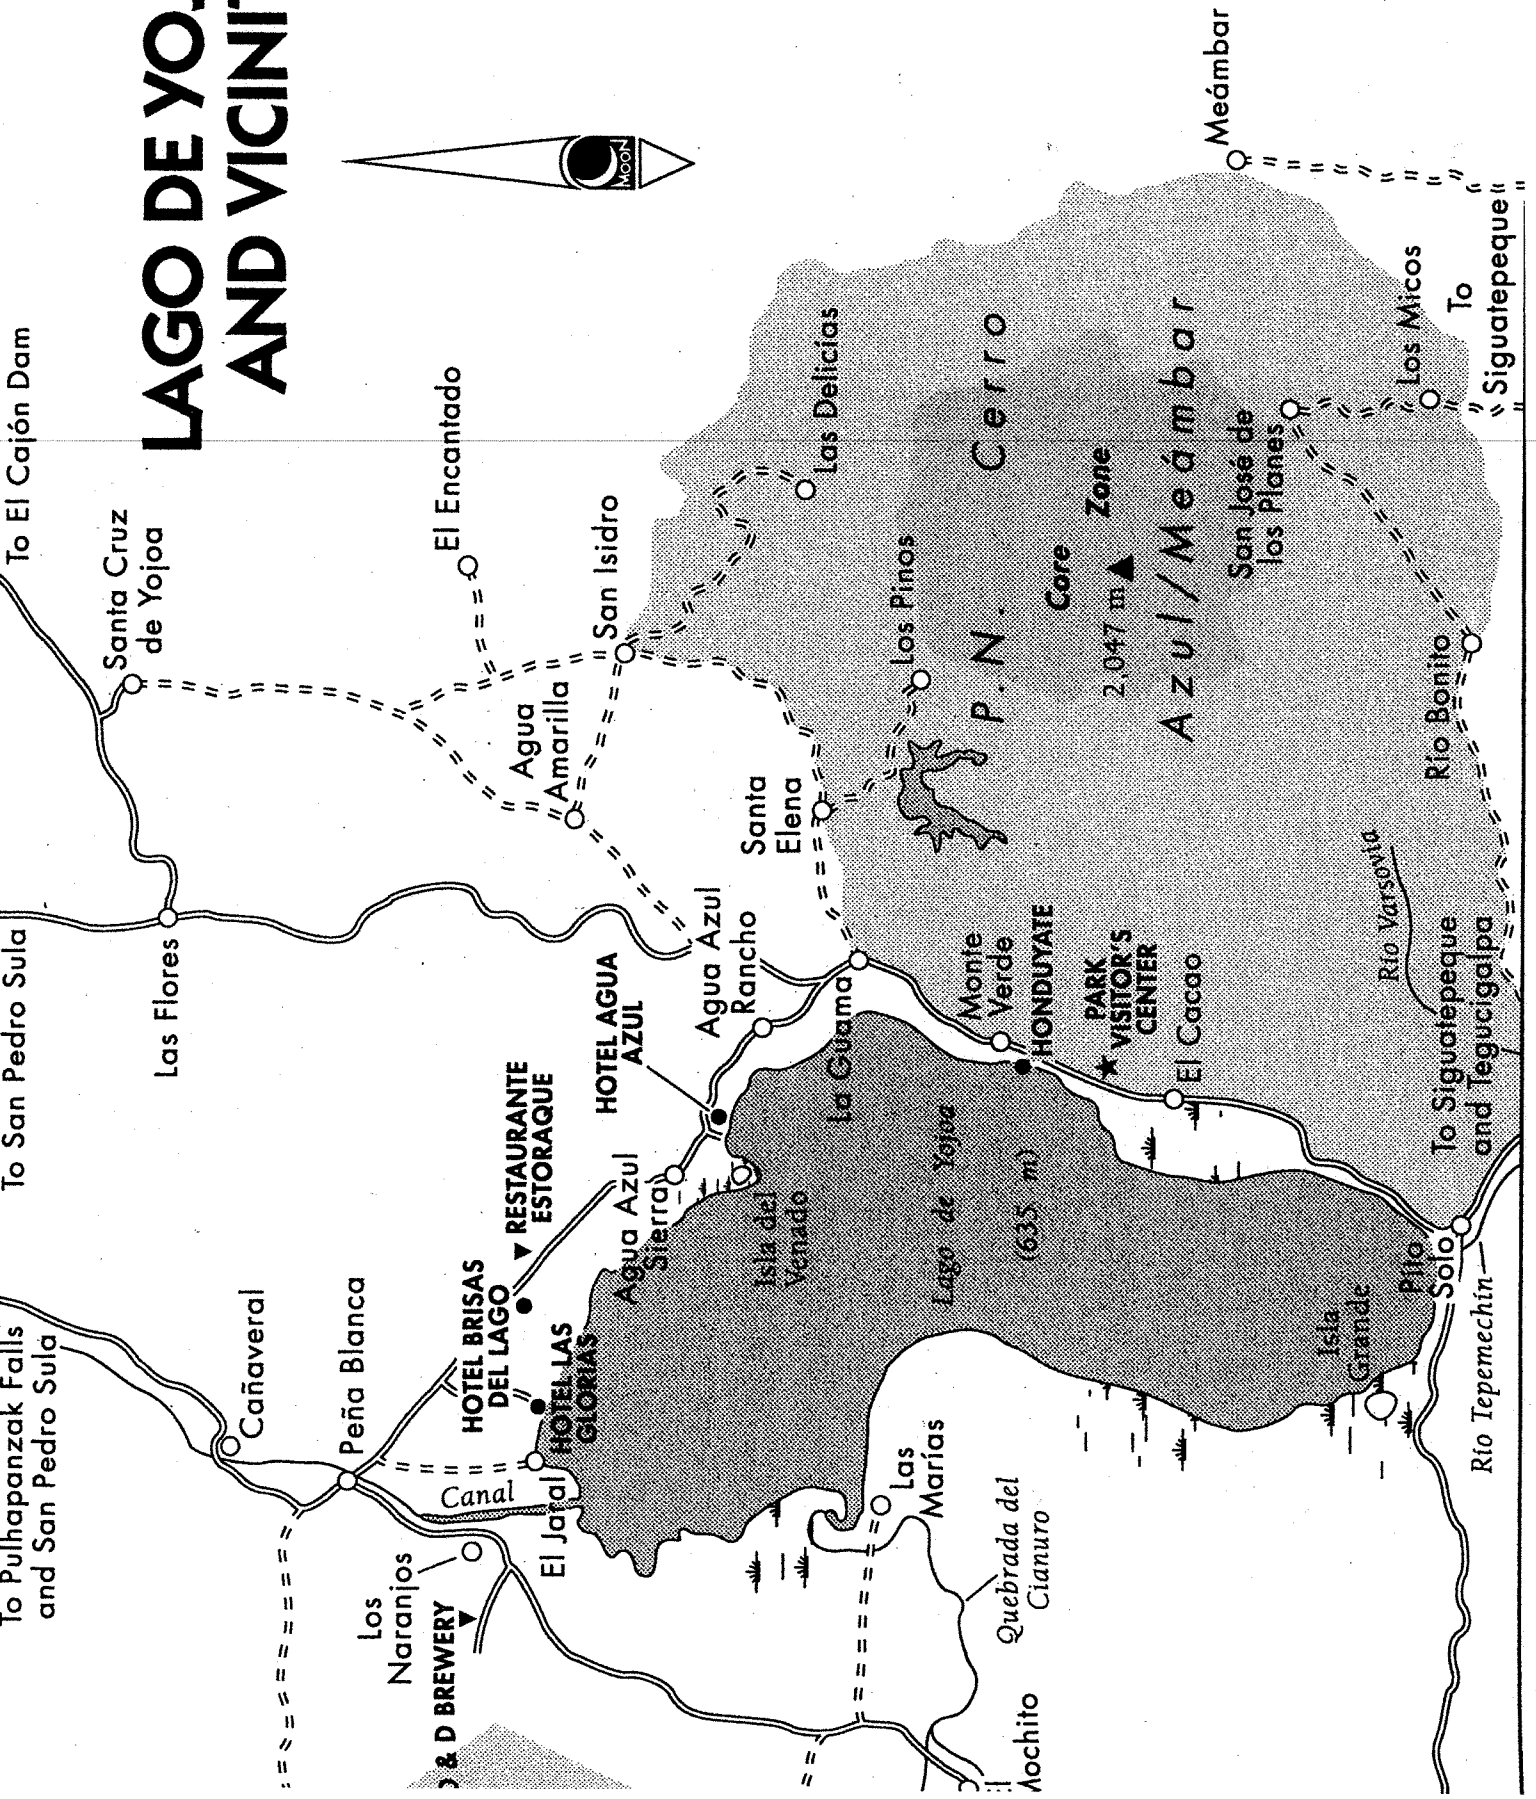 To Pulhapanzak Falls
and San Pedro Sula
To San Pedro Sula
To El Cajón Dam
LAGO DE YO
AND VICINI
Santa Cruz
de Yojoa
Las Flores
Cañaveral
Peña Blanca
Los
Naranjos
& D BREWERY
Canal
El Jaral
HOTEL BRISAS
DEL LAGO
HOTEL LAS
GLORIAS
RESTAURANTE
ESTORAQUE
El Encantado
Agua
Amarilla
San Isidro
HOTEL AGUA
AZUL
Agua Azul
Sierra
Agua Azul
Rancho
MOON
Isla del
Venado
Santa
Elena
Las Delicias
La Guama
Las
Marías
Los Pinos
Lago de Yojoa
(635 m)
Monte
Verde
HONDUYATE
P.N. Cerro
Azul/Meámbar
Core Zone
2,047 m
Quebrada del
Cianuro
El
Mochito
PARK
VISITOR'S
CENTER
El Cacao
Meámbar
San José de
los Planes
Isla
Grande
Río Varsovia
Pito
Solo
Río Bonito
Los Micos
To Siguatepeque
and Tegucigalpa
To
Siguatepeque
Río Tepemechín